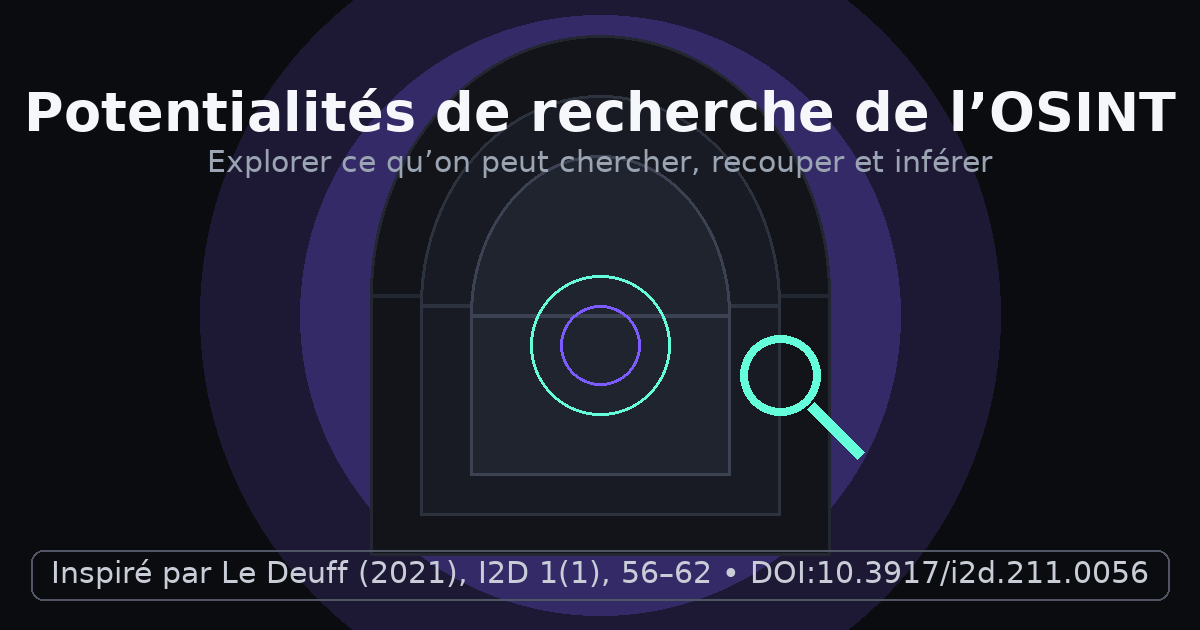 Potentialités de recherche de l’OSINT
Explorer ce qu’on peut chercher, recouper et inférer
Inspiré par Le Deuff (2021), I2D 1(1), 56–62 • DOI:10.3917/i2d.211.0056